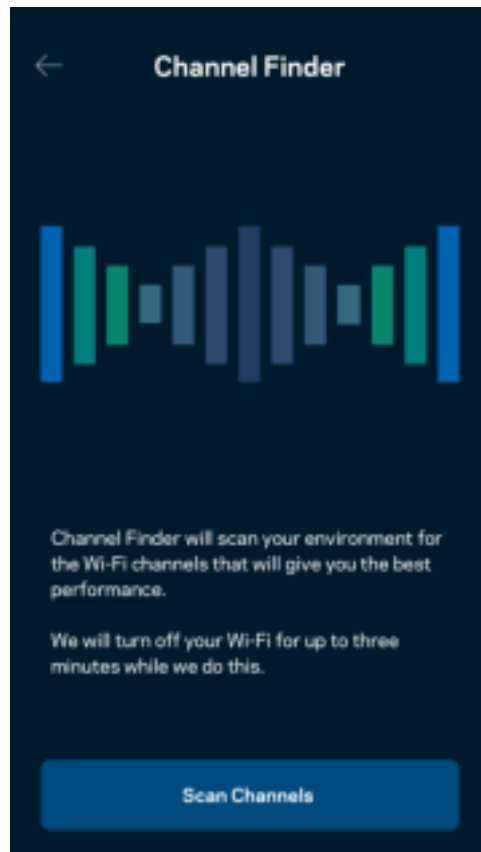 Channel Finder
Channel Finder will scan your environment for
the Wi-Fi channels that will give you the best
performance.
We will turn off your Wi-Fi for up to three
minutes while we do this.
Scan Channels